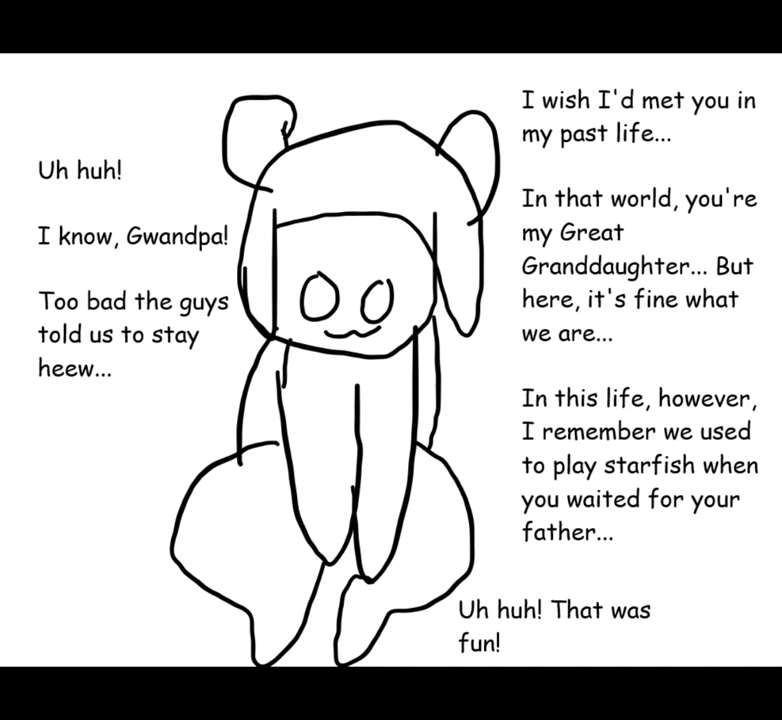 I wish I'd met you in
my past life...
Uh huh!
In that world, you're
my Great
Granddaughter... But
here, it's fine what
we are...
I know, Gwandpa!
Too bad the guys
told us to stay
heew...
In this life, however,
I remember we used
to play starfish when
you waited for your
father...
Uh huh! That was
fun!